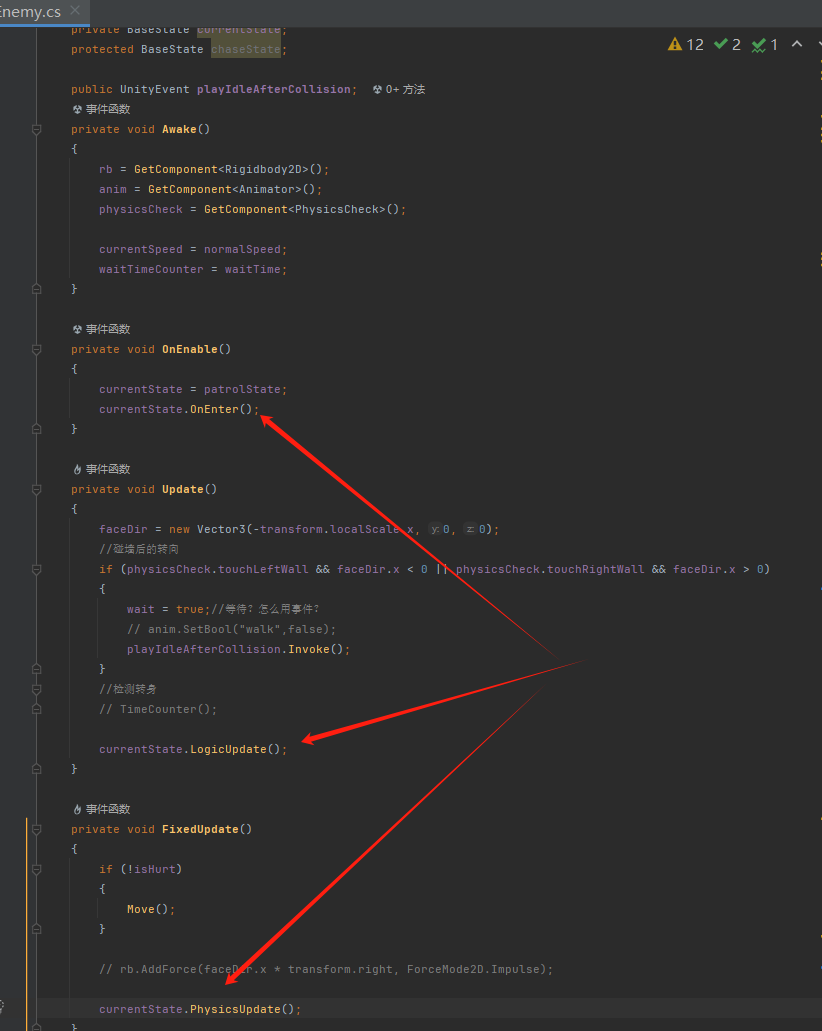 Enemy.cs
private BaseState currentState;
12 2 1
protected BaseState chaseState;
public UnityEvent playIdleAfterCollision; 0+ 方法
事件函数
private void Awake()
{
rb = GetComponent<Rigidbody2D>();
anim = GetComponent<Animator>();
physicsCheck = GetComponent<PhysicsCheck>();
currentSpeed = normalSpeed;
waitTimeCounter = waitTime;
}
事件函数
private void OnEnable()
{
currentState = patrolState;
currentState.OnEnter();
}
事件函数
private void Update()
{
faceDir = new Vector3(-transform.localScale.x, y:0, z:0);
//碰墙后的转向
if (physicsCheck.touchLeftWall && faceDir.x < 0 || physicsCheck.touchRightWall && faceDir.x > 0)
{
wait = true;//等待？怎么用事件？
// anim.SetBool("walk",false);
playIdleAfterCollision.Invoke();
}
//检测转身
// TimeCounter();
currentState.LogicUpdate();
}
事件函数
private void FixedUpdate()
{
if (!isHurt)
{
Move();
}
// rb.AddForce(faceDir.x * transform.right, ForceMode2D.Impulse);
currentState.PhysicsUpdate();
}